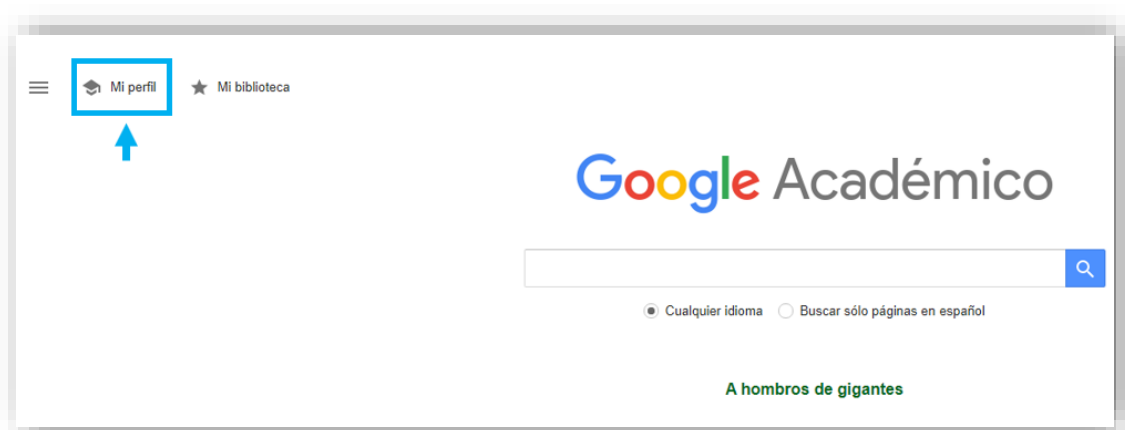 Mi perfil Mi biblioteca
Google Académico
Cualquier idioma Buscar sólo páginas en español
A hombros de gigantes